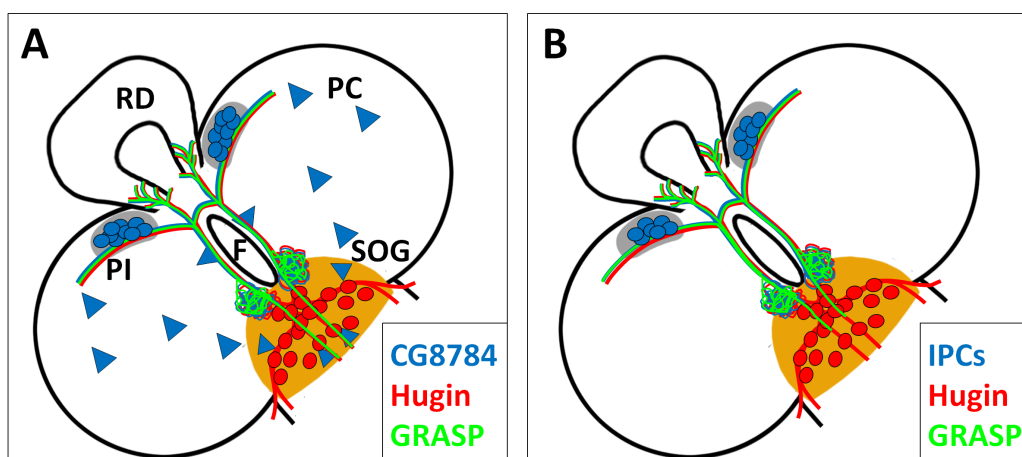 A
RD
PC
F
SOG
PI
CG8784
Hugin
GRASP
B
IPCs
Hugin
GRASP